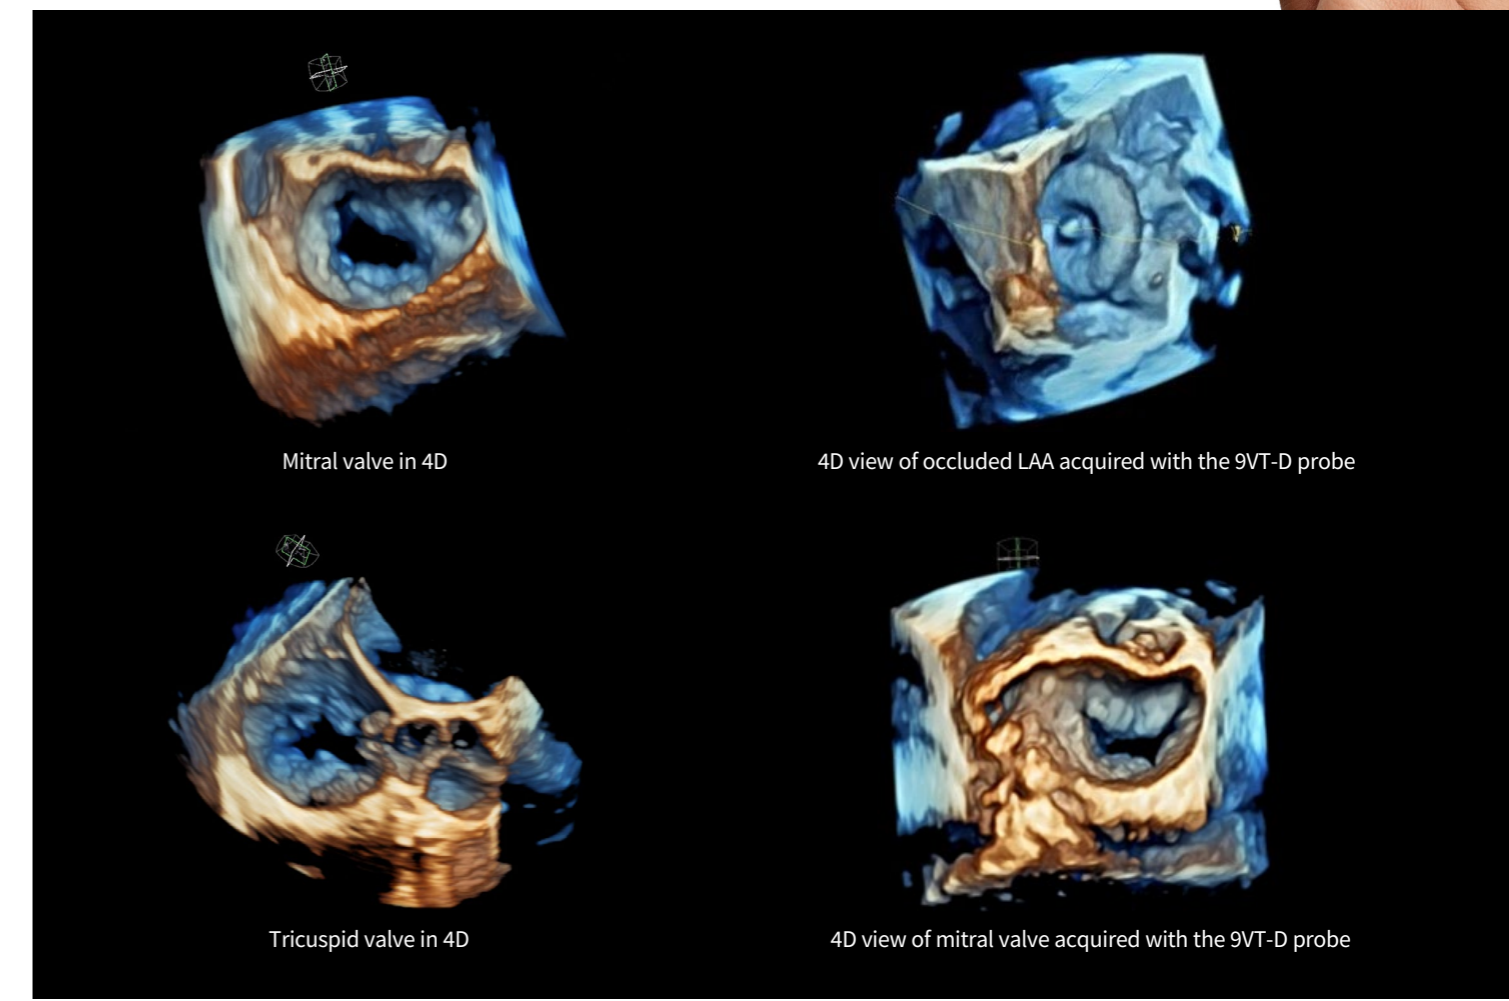 Mitral valve in 4D
4D view of occluded LAA acquired with the 9VT-D probe
Tricuspid valve in 4D
4D view of mitral valve acquired with the 9VT-D probe